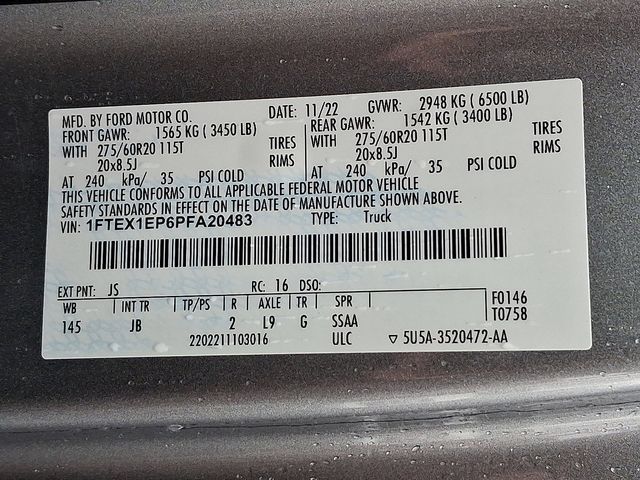 MFD. BY FORD MOTOR CO. DATE: 11/22 GVWR: 2948 KG ( 6500 LB)
FRONT GAWR: 1565 KG ( 3450 LB) REAR GAWR: 1542 KG ( 3400 LB)
WITH 275/60R20 115T TIRES WITH 275/60R20 115T TIRES
20x8.5J RIMS 20x8.5J RIMS
AT 240 kPa/ 35 PSI COLD AT 240 kPa/ 35 PSI COLD
THIS VEHICLE CONFORMS TO ALL APPLICABLE FEDERAL MOTOR VEHICLE
SAFETY STANDARDS IN EFFECT ON THE DATE OF MANUFACTURE SHOWN ABOVE.
VIN: 1FTEX1EP6PFA20483 TYPE: Truck
EXT PNT: JS RC: 16 DSO:
WB INT TR TP/PS R AXLE TR SPR F0146
145 JB 2 L9 G SSAA T0758
2202211103016 ULC ▽ 5U5A-3520472-AA